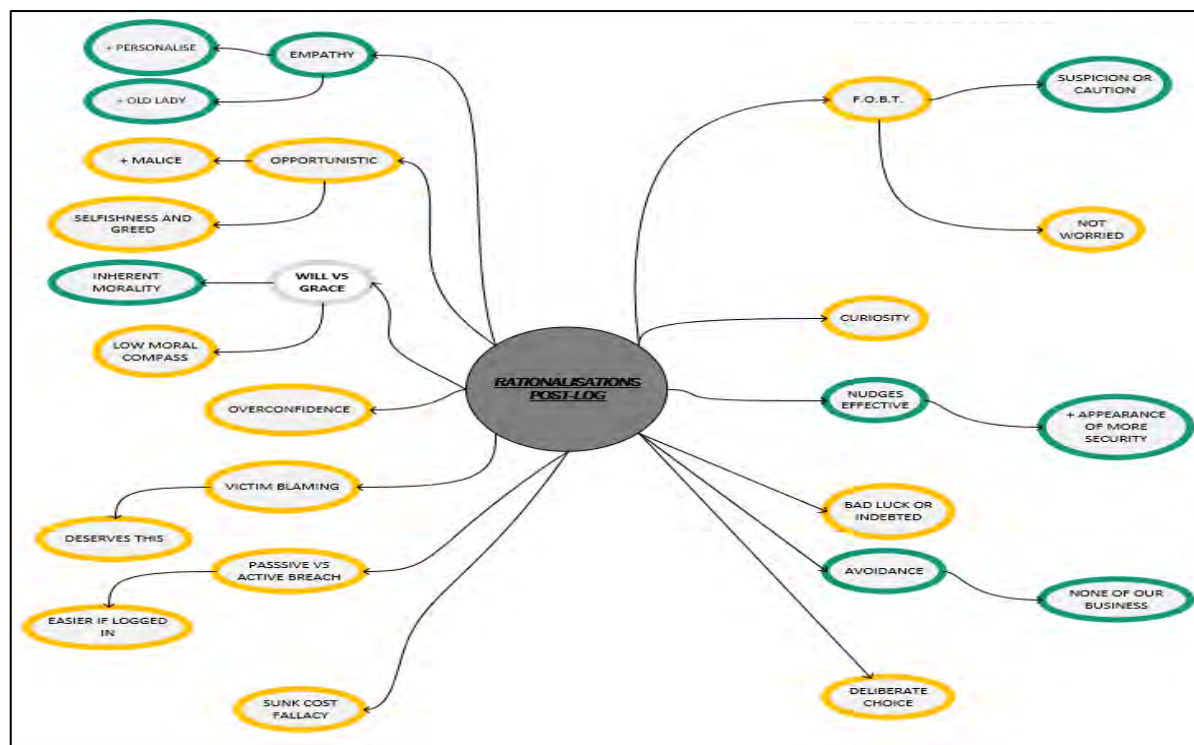 + PERSONALISE
EMPATHY
+ OLD LADY
+ MALICE
OPPORTUNISTIC
SELFISHNESS AND
GREED
INHERENT
MORALITY
WILL VS
GRACE
LOW MORAL
COMPASS
OVERCONFIDENCE
VICTIM BLAMING
DESERVES THIS
PASSSIVE VS
ACTIVE BREACH
EASIER IF LOGGED
IN
SUNK COST
FALLACY
RATIONALISATIONS
POST-LOG
F.O.B.T.
SUSPICION OR
CAUTION
NOT
WORRIED
CURIOSITY
NUDGES
EFFECTIVE
+ APPEARANCE
OF MORE
SECURITY
BAD LUCK OR
INDEBTED
AVOIDANCE
NONE OF OUR
BUSINESS
DELIBERATE
CHOICE